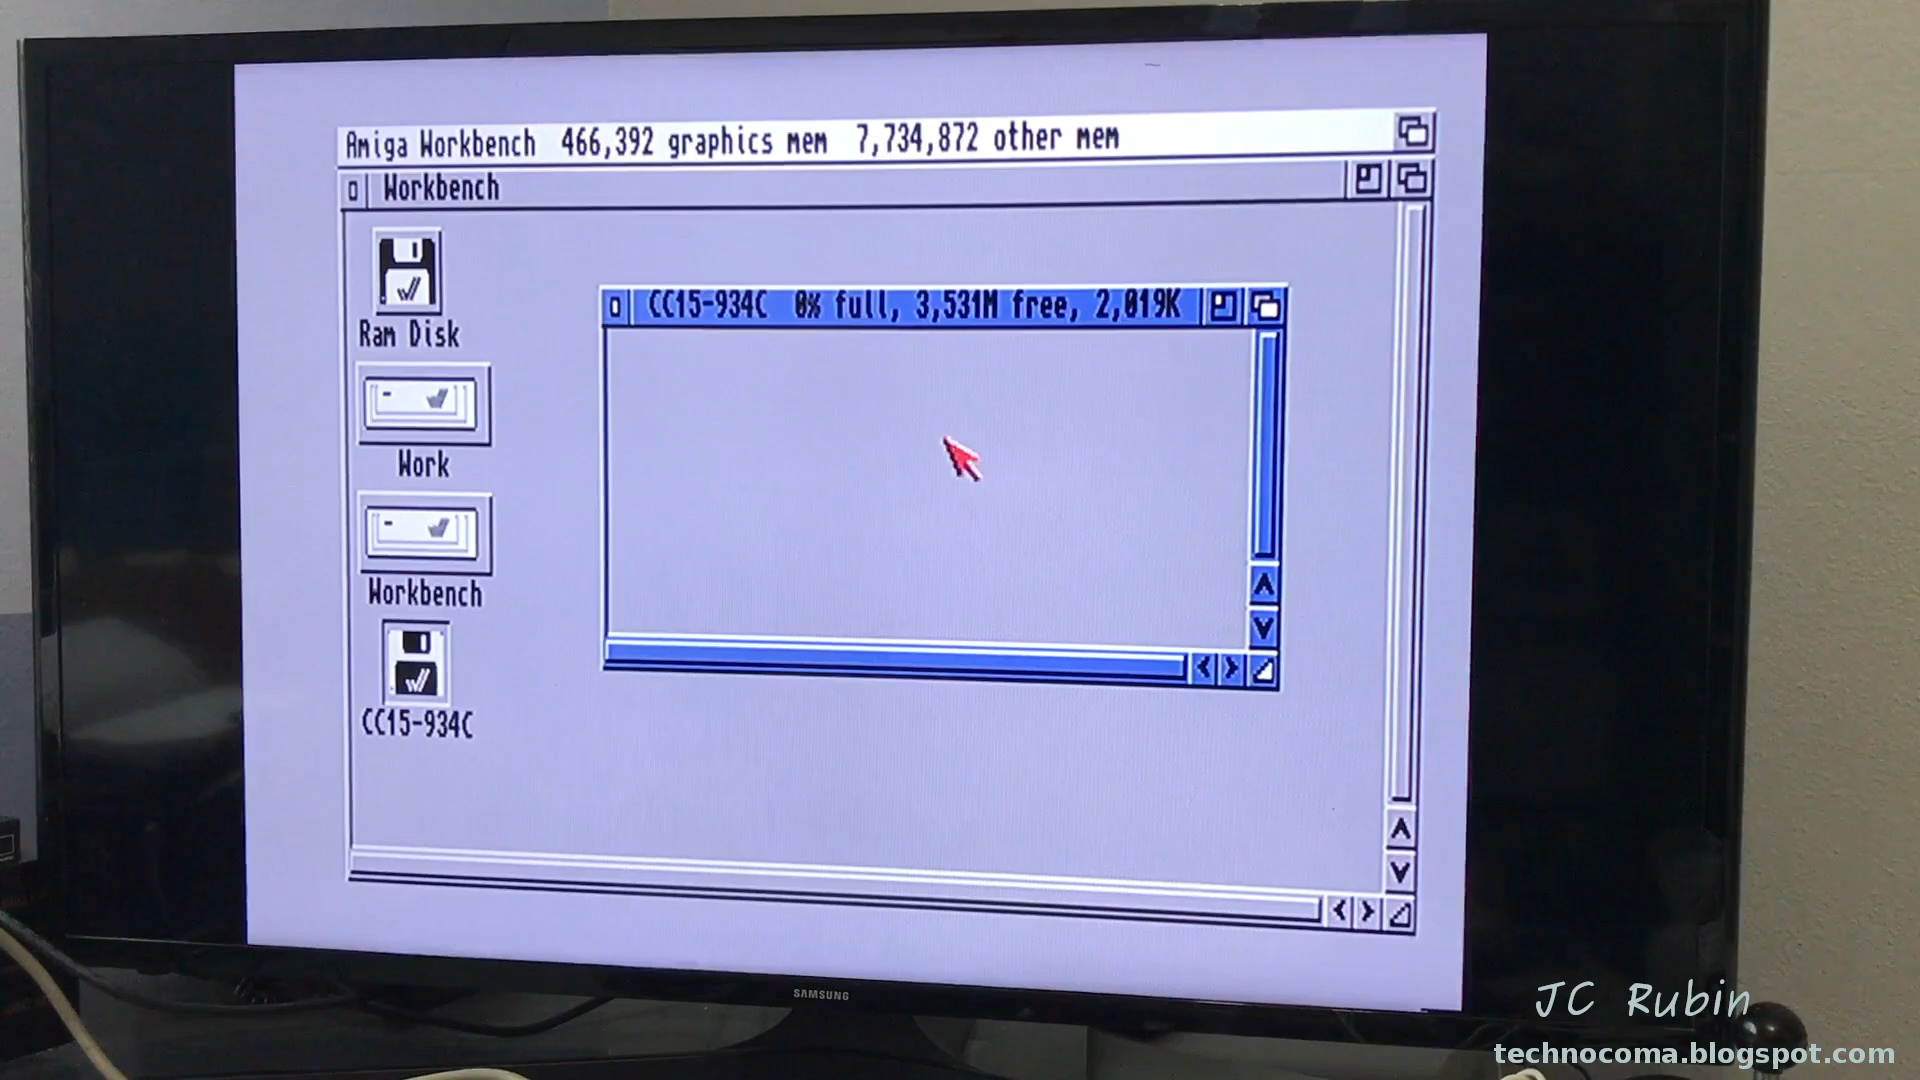 Amiga Workbench 466,392 graphics mem 7,734,872 other mem
Workbench
Ram Disk
CC15-934C 0% full, 3,531M free, 2,019K
Work
Workbench
CC15-934C
SAMSUNG
JC Rubin
technocoma.blogspot.com